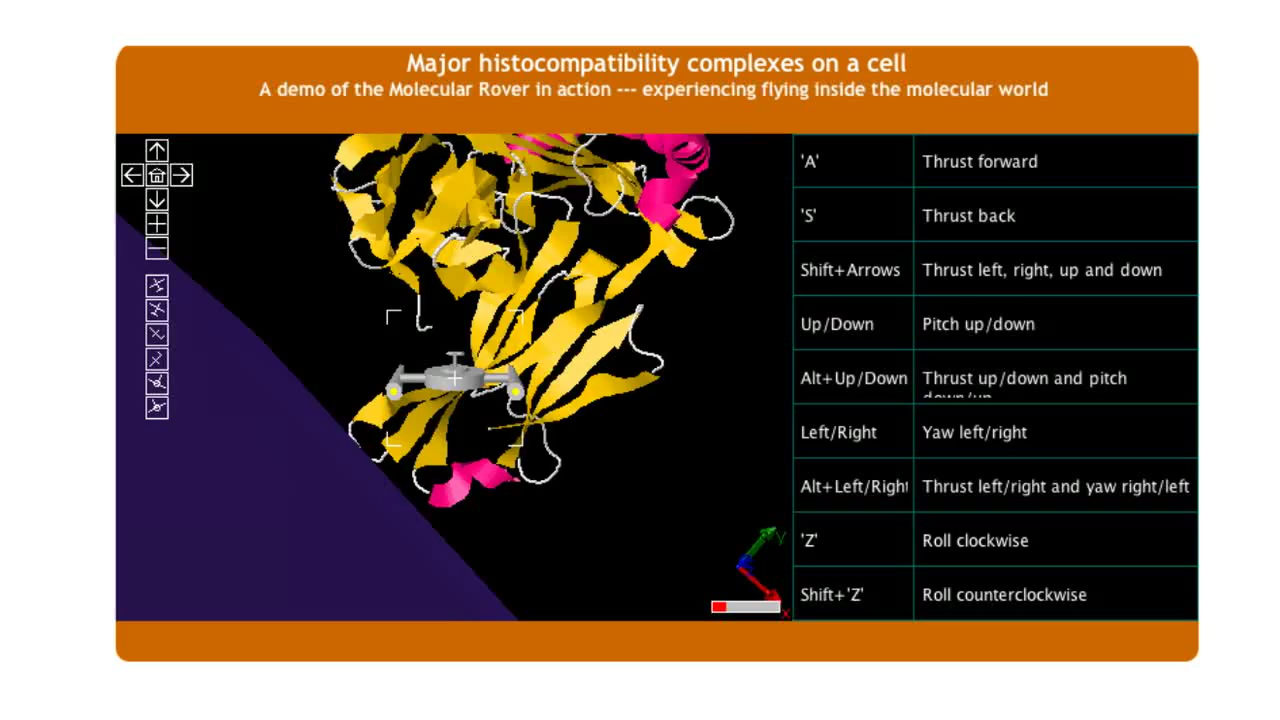 Major histocompatibility complexes on a cell
A demo of the Molecular Rover in action --- experiencing flying inside the molecular world
'A' Thrust forward
'S' Thrust back
Shift+Arrows Thrust left, right, up and down
Up/Down Pitch up/down
Alt+Up/Down Thrust up/down and pitch
down/up
Left/Right Yaw left/right
Alt+Left/Right Thrust left/right and yaw right/left
'Z' Roll clockwise
Shift+'Z' Roll counterclockwise
Y
X